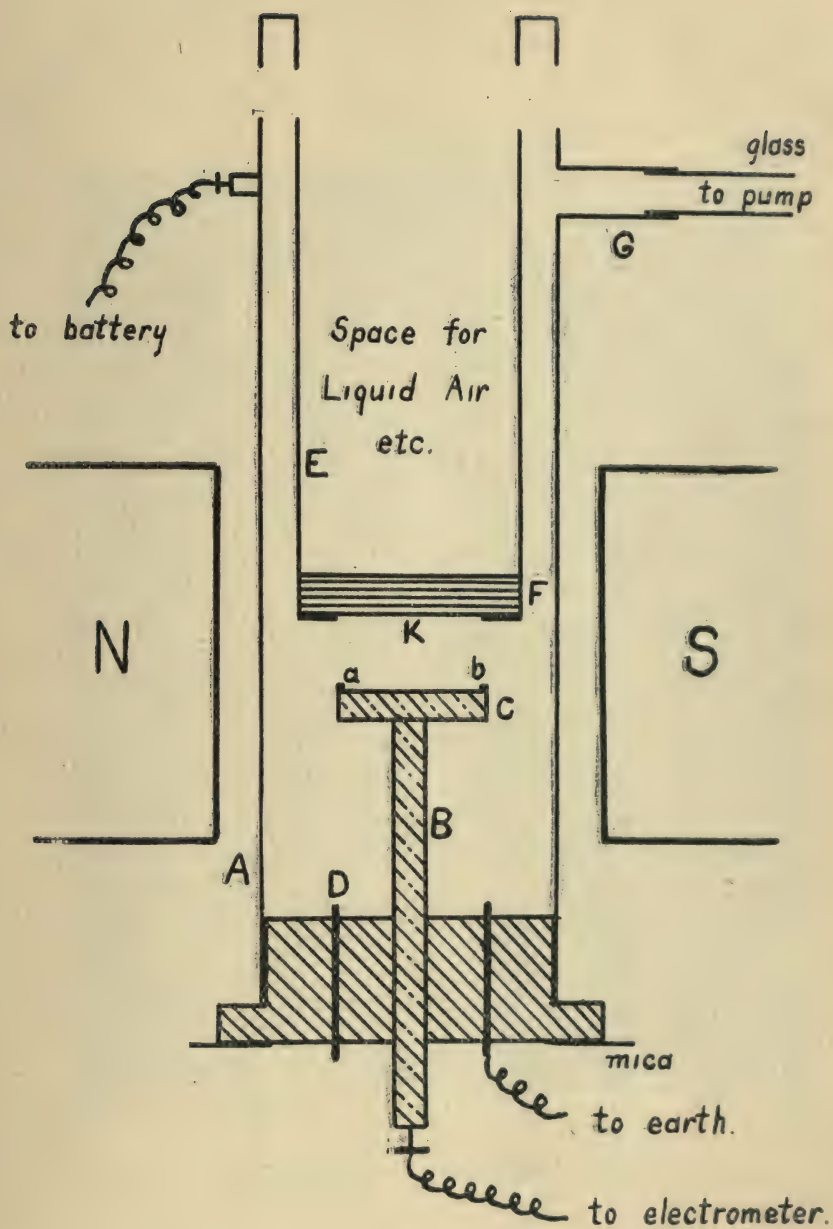 glass
to pump
G
to battery
Space for
Liquid Air
etc.
E
F
K
N
S
a
b
C
B
A
D
mica
to earth.
to electrometer.